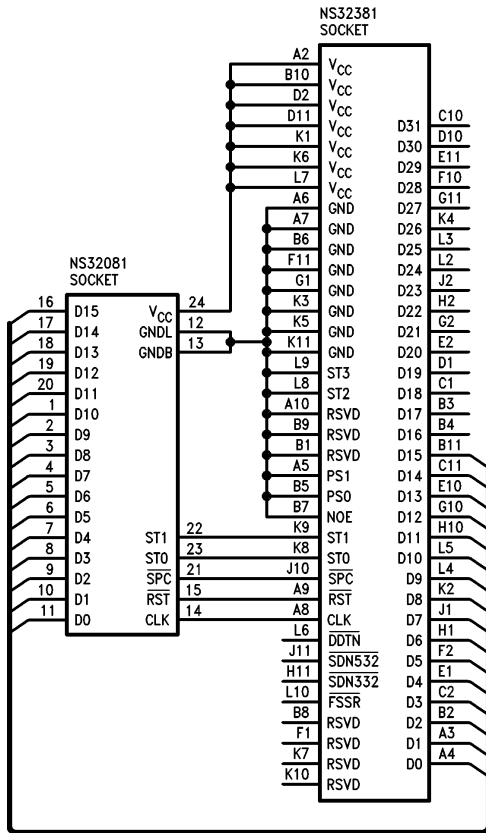 NS32381
SOCKET
A2 VCC
B10 VCC
D2 VCC
D11 VCC
K1 VCC
K6 VCC
L7 VCC
A6 GND
A7 GND
B6 GND
F11 GND
G1 GND
K3 GND
K5 GND
K11 GND
L9 ST3
L8 ST2
A10 RSVD
B9 RSVD
B1 RSVD
A5 PS1
B5 PS0
B7 NOE
K9 ST1
K8 ST0
J10 SPC
A9 RST
A8 CLK
L6 DDTN
J11 SDN532
H11 SDN332
L10 FSSR
B8 RSVD
F1 RSVD
K7 RSVD
K10 RSVD
D31 C10
D30 D10
D29 E11
D28 F10
D27 G11
D26 K4
D25 L3
D24 L2
D23 J2
D22 H2
D21 G2
D20 E2
D19 D1
D18 C1
D17 B3
D16 B4
D15 B11
D14 C11
D13 E10
D12 G10
D11 H10
D10 L5
D9 L4
D8 K2
D7 J1
D6 H1
D5 F2
D4 E1
D3 C2
D2 B2
D1 A3
D0 A4
NS32081
SOCKET
16 D15
17 D14
18 D13
19 D12
20 D11
1 D10
2 D9
3 D8
4 D7
5 D6
6 D5
7 D4
8 D3
9 D2
10 D1
11 D0
VCC 24
GNDL 12
GNDB 13
ST1 22
ST0 23
SPC 21
RST 15
CLK 14